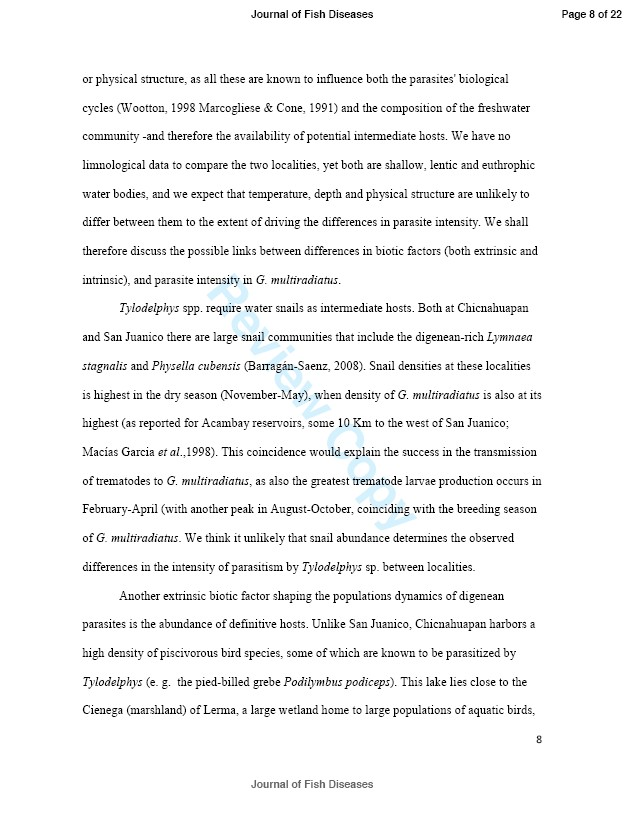 Journal of Fish Diseases
Page 8 of 22
or physical structure, as all these are known to influence both the parasites' biological
cycles (Wootton, 1998 Marcogliese & Cone, 1991) and the composition of the freshwater
community -and therefore the availability of potential intermediate hosts. We have no
limnological data to compare the two localities, yet both are shallow, lentic and euthrophic
water bodies, and we expect that temperature, depth and physical structure are unlikely to
differ between them to the extent of driving the differences in parasite intensity. We shall
therefore discuss the possible links between differences in biotic factors (both extrinsic and
intrinsic), and parasite intensity in G. multiradiatus.
Tylodelphys spp. require water snails as intermediate hosts. Both at Chicnahuapan
and San Juanico there are large snail communities that include the digenean-rich Lymnaea
stagnalis and Physella cubensis (Barragán-Saenz, 2008). Snail densities at these localities
is highest in the dry season (November-May), when density of G. multiradiatus is also at its
highest (as reported for Acambay reservoirs, some 10 Km to the west of San Juanico;
Macías Garcia et al.,1998). This coincidence would explain the success in the transmission
of trematodes to G. multiradiatus, as also the greatest trematode larvae production occurs in
February-April (with another peak in August-October, coinciding with the breeding season
of G. multiradiatus. We think it unlikely that snail abundance determines the observed
differences in the intensity of parasitism by Tylodelphys sp. between localities.
Another extrinsic biotic factor shaping the populations dynamics of digenean
parasites is the abundance of definitive hosts. Unlike San Juanico, Chicnahuapan harbors a
high density of piscivorous bird species, some of which are known to be parasitized by
Tylodelphys (e. g.  the pied-billed grebe Podilymbus podiceps). This lake lies close to the
Cienega (marshland) of Lerma, a large wetland home to large populations of aquatic birds,
8
Journal of Fish Diseases
Review Copy